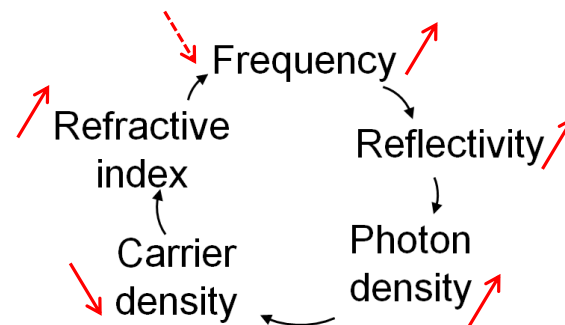 Frequency
Reflectivity
Photon
density
Carrier
density
Refractive
index